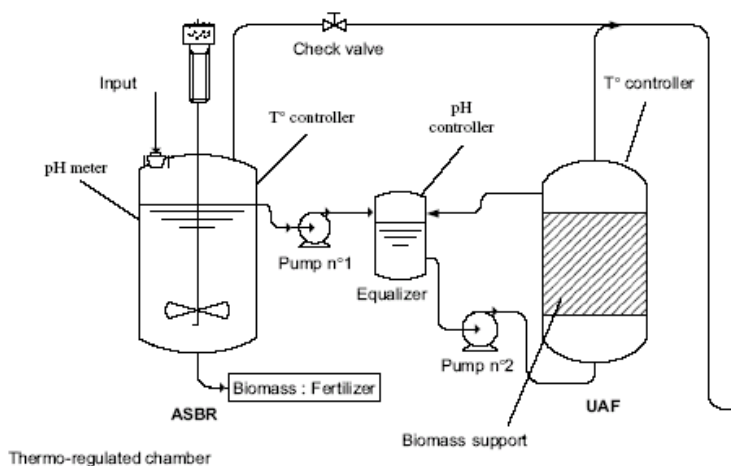 Check valve
Input
T° controller
pH
controller
T° controller
pH meter
Pump n°1
Equalizer
Pump n°2
Biomass : Fertilizer
ASBR
UAF
Biomass support
Thermo-regulated chamber